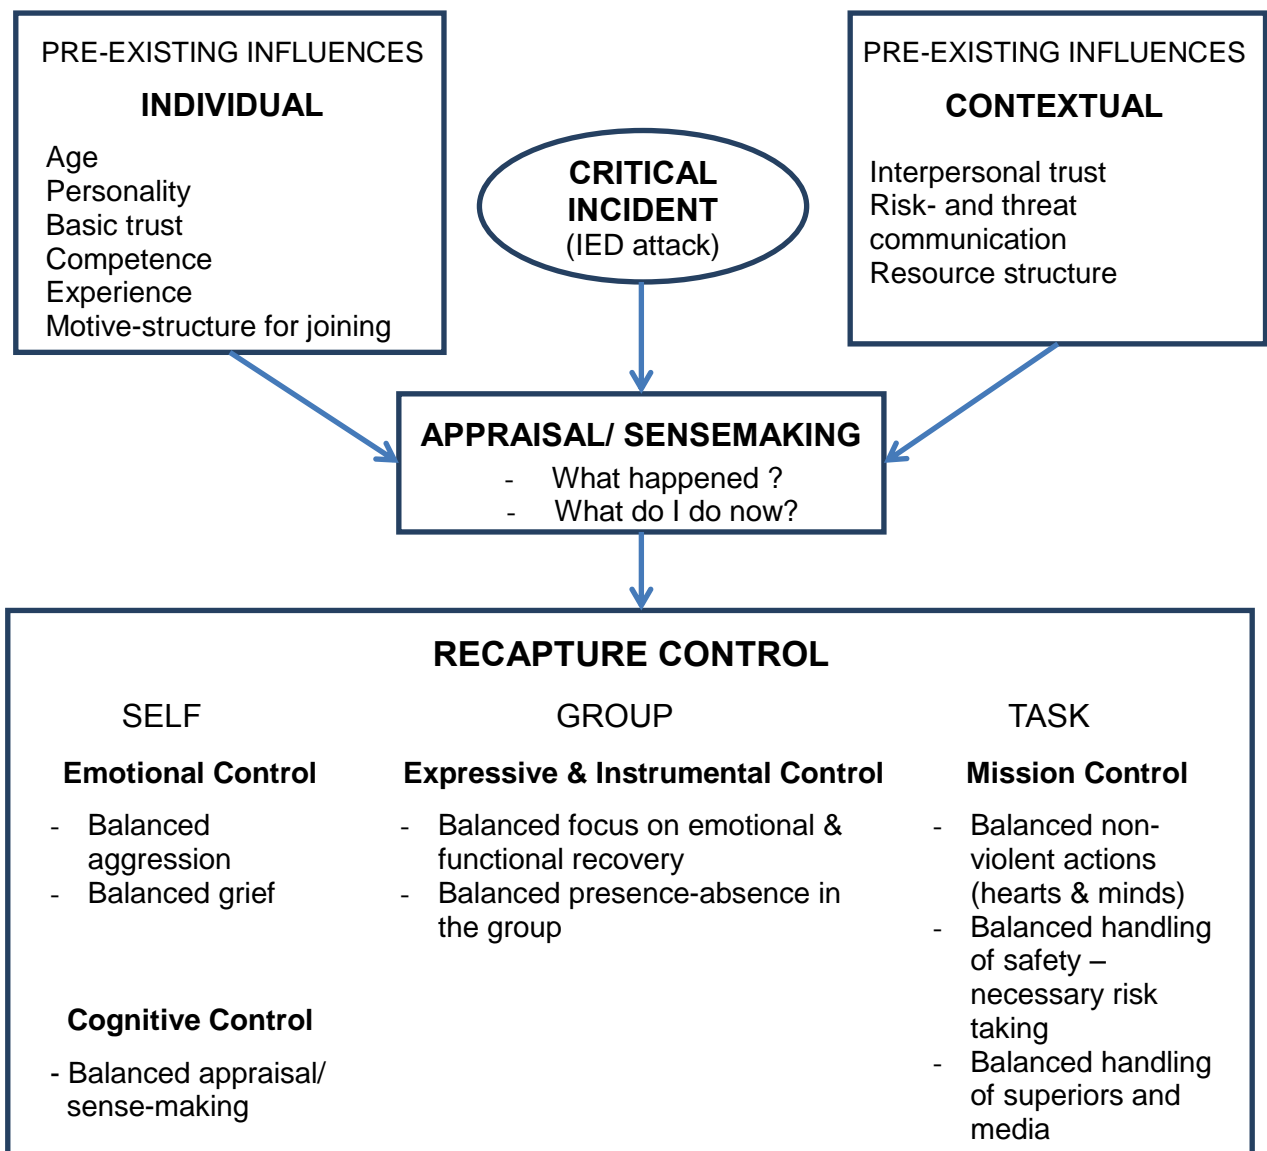 PRE-EXISTING INFLUENCES
INDIVIDUAL
Age
Personality
Basic trust
Competence
Experience
Motive-structure for joining
CRITICAL
INCIDENT
(IED attack)
PRE-EXISTING INFLUENCES
CONTEXTUAL
Interpersonal trust
Risk- and threat
communication
Resource structure
APPRAISAL/ SENSEMAKING
- What happened ?
- What do I do now?
RECAPTURE CONTROL
SELF
Emotional Control
- Balanced
aggression
- Balanced grief
Cognitive Control
- Balanced appraisal/
sense-making
GROUP
Expressive & Instrumental Control
- Balanced focus on emotional &
functional recovery
- Balanced presence-absence in
the group
TASK
Mission Control
- Balanced non-
violent actions
(hearts & minds)
- Balanced handling
of safety –
necessary risk
taking
- Balanced handling
of superiors and
media